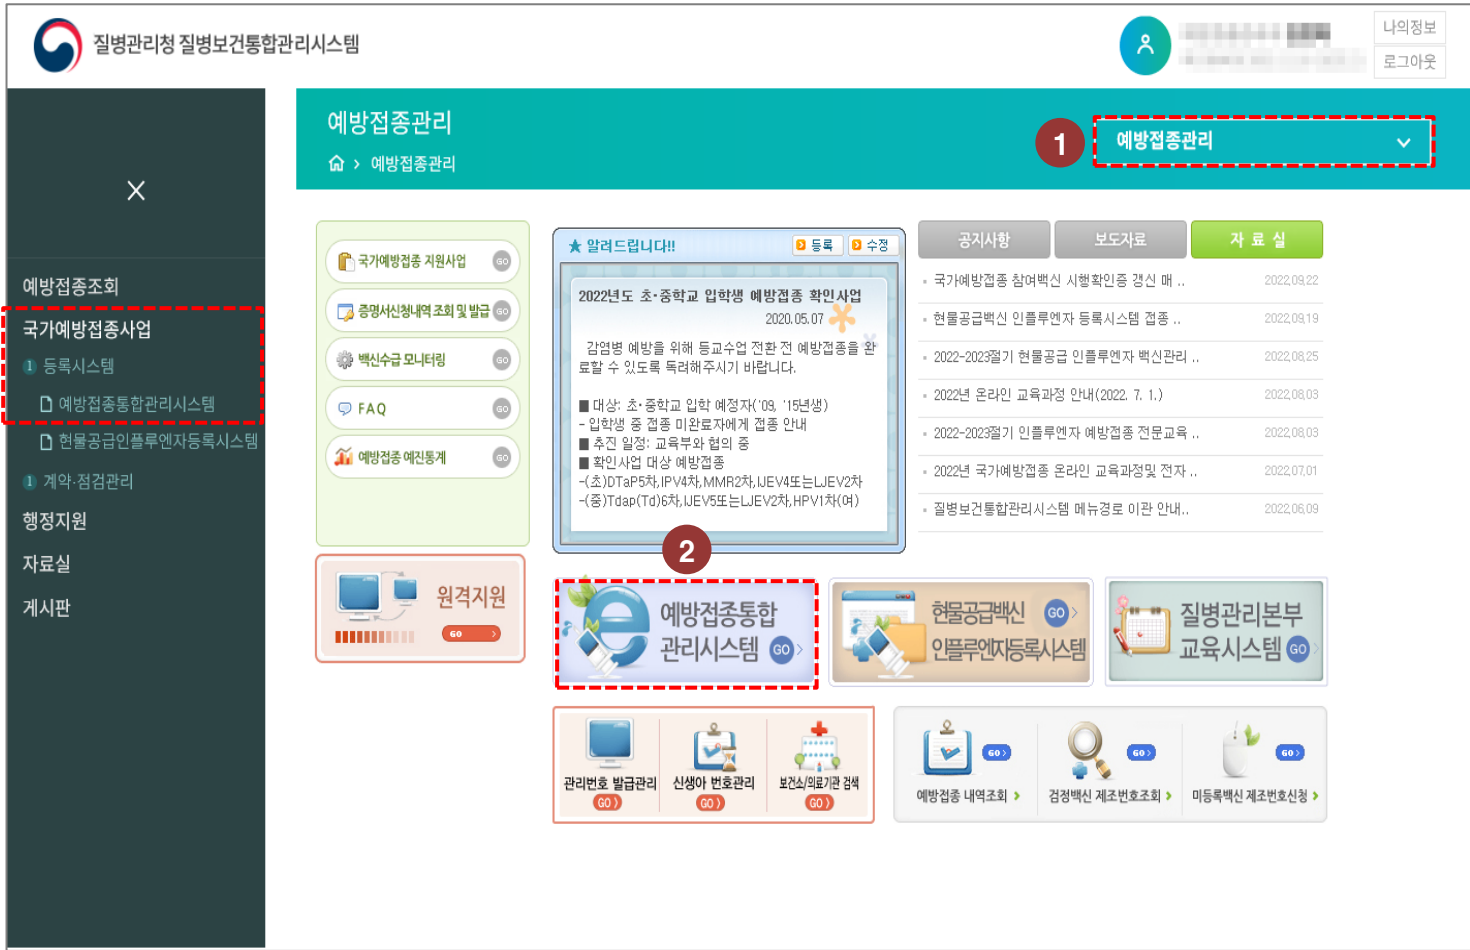 질병관리청 질병보건통합관리시스템
나의정보
로그아웃
예방접종관리
예방접종관리
1
예방접종관리
예방접종조회
국가예방접종사업
1 등록시스템
예방접종통합관리시스템
현물공급인플루엔자등록시스템
1 계약·점검관리
행정지원
자료실
게시판
국가예방접종 지원사업 GO
증명서신청내역 조회 및 발급 GO
백신수급 모니터링 GO
FAQ GO
예방접종 예진통계 GO
원격지원
GO
알려드립니다!! 등록 수정
2022년도 초·중학교 입학생 예방접종 확인사업
2020.05.07
감염병 예방을 위해 등교수업 전환 전 예방접종을 완
료할 수 있도록 독려해주시기 바랍니다.
■ 대상: 초·중학교 입학 예정자('09, '15년생)
- 입학생 중 접종 미완료자에게 접종 안내
■ 추진 일정: 교육부와 협의 중
■ 확인사업 대상 예방접종
-(초)DTaP5차,IPV4차,MMR2차,IJEV4또는LJEV2차
-(중)Tdap(Td)6차,IJEV5또는LJEV2차,HPV1차(여)
공지사항 보도자료 자 료 실
국가예방접종 참여백신 시행확인증 갱신 매 .. 2022.09.22
현물공급백신 인플루엔자 등록시스템 접종 .. 2022.09.19
2022-2023절기 현물공급 인플루엔자 백신관리 .. 2022.08.25
2022년 온라인 교육과정 안내(2022. 7. 1.) 2022.08.03
2022-2023절기 인플루엔자 예방접종 전문교육 .. 2022.08.03
2022년 국가예방접종 온라인 교육과정및 전자 .. 2022.07.01
질병보건통합관리시스템 메뉴경로 이관 안내.. 2022.06.09
2
예방접종통합
관리시스템 GO
현물공급백신 GO
인플루엔자등록시스템
질병관리본부
교육시스템 GO
관리번호 발급관리
GO
신생아 번호관리
GO
보건소/의료기관 검색
GO
GO
예방접종 내역조회
GO
검정백신 제조번호조회
GO
미등록백신 제조번호신청